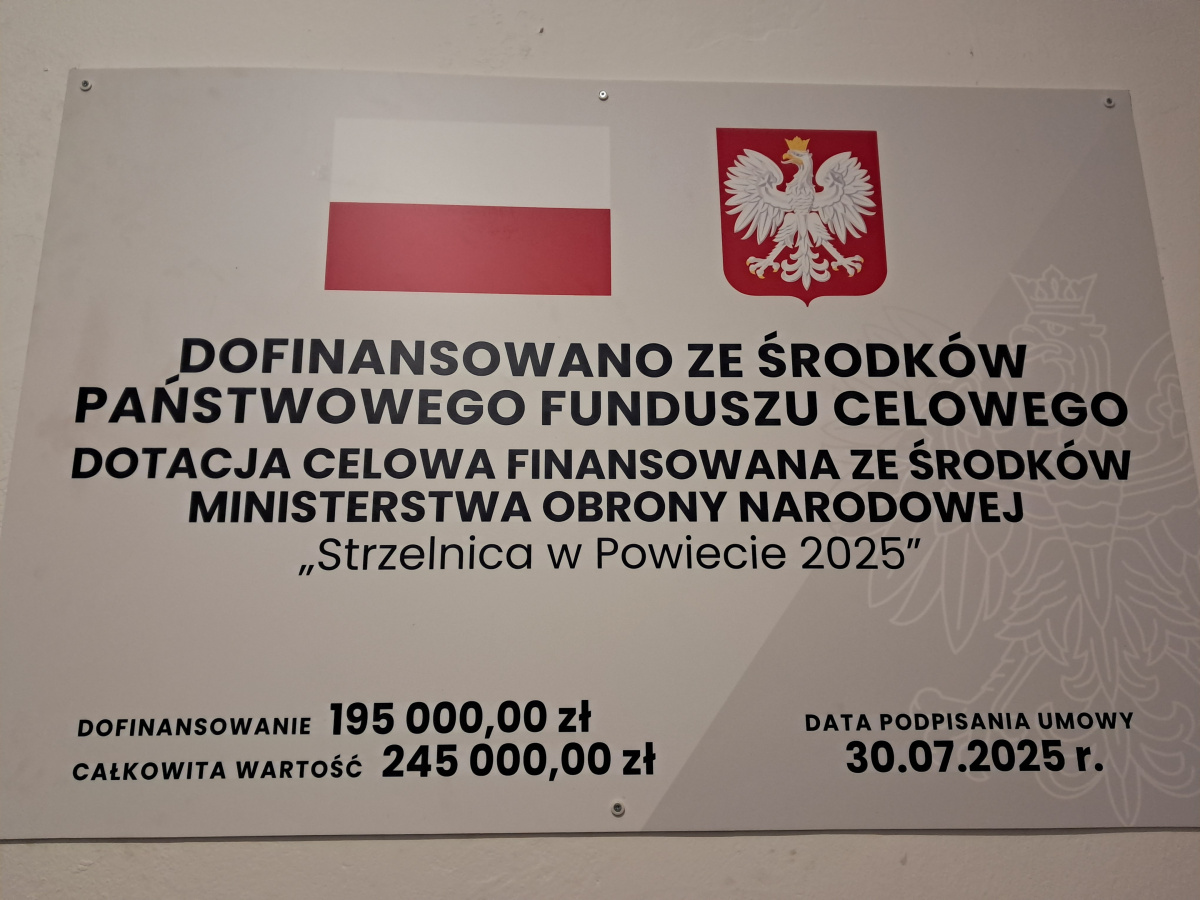 DOFINANSOWANO ZE ŚRODKÓW
PAŃSTWOWEGO FUNDUSZU CELOWEGO
DOTACJA CELOWA FINANSOWANA ZE ŚRODKÓW
MINISTERSTWA OBRONY NARODOWEJ
„Strzelnica w Powiecie 2025”
DOFINANSOWANIE 195 000,00 zł
CAŁKOWITA WARTOŚĆ 245 000,00 zł
DATA PODPISANIA UMOWY
30.07.2025 r.